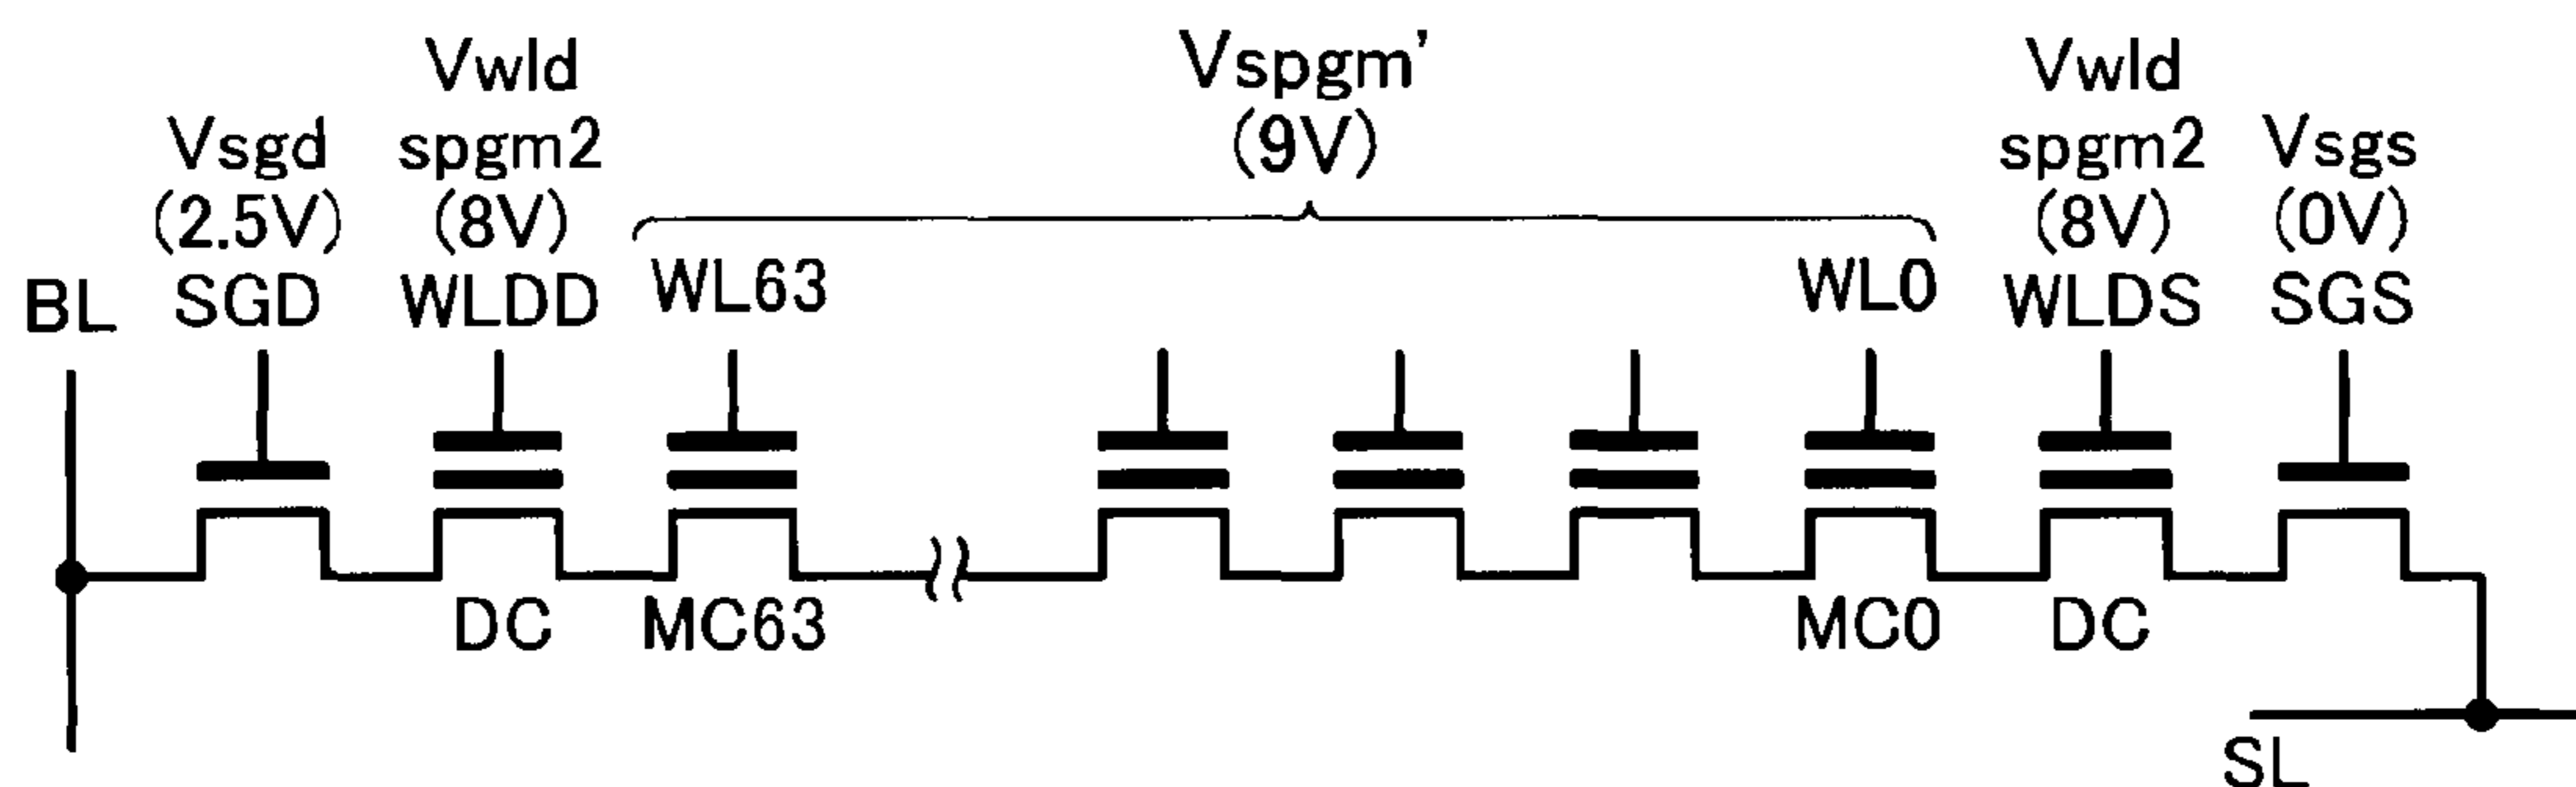 Vwld Vspgm' Vwld
Vsgd spgm2 (9V) spgm2 Vsgs
(2.5V) (8V) (8V) (0V)
BL SGD WLDD WL63 WL0 WLDS SGS
DC MC63 MC0 DC
SL